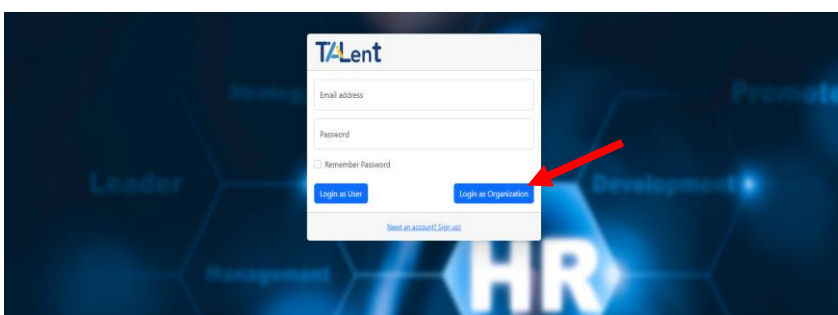 TALent
Email address
Password
Remember Password
Login as User
Login as Organization
Need an account? Sign up!
Strategy
Promote
Leader
Development
Management
HR